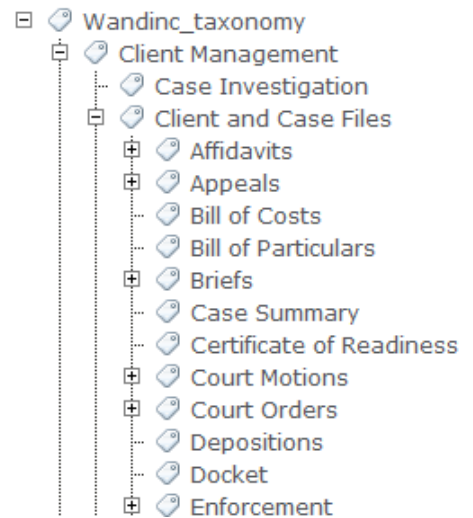 Wandinc_taxonomy
Client Management
Case Investigation
Client and Case Files
Affidavits
Appeals
Bill of Costs
Bill of Particulars
Briefs
Case Summary
Certificate of Readiness
Court Motions
Court Orders
Depositions
Docket
Enforcement